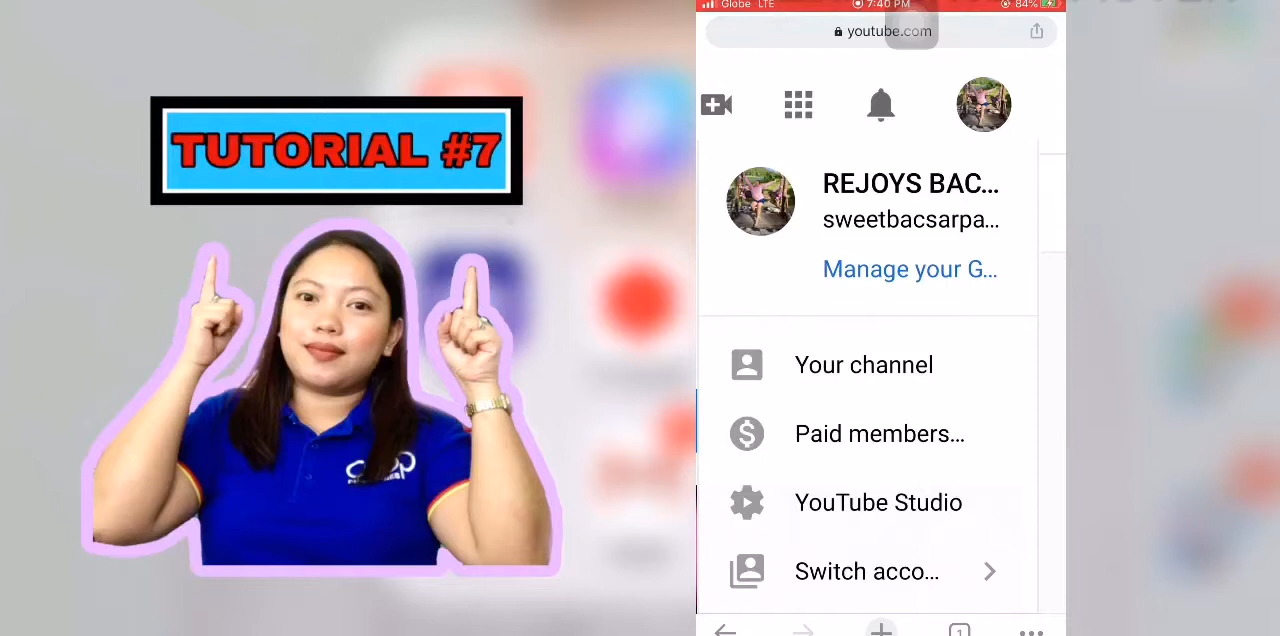 TUTORIAL #7
Globe LTE
7:40 PM
84%
youtube.com
REJOYS BAC...
sweetbacsarpa...
Manage your G...
Your channel
Paid members...
YouTube Studio
Switch acco...
1